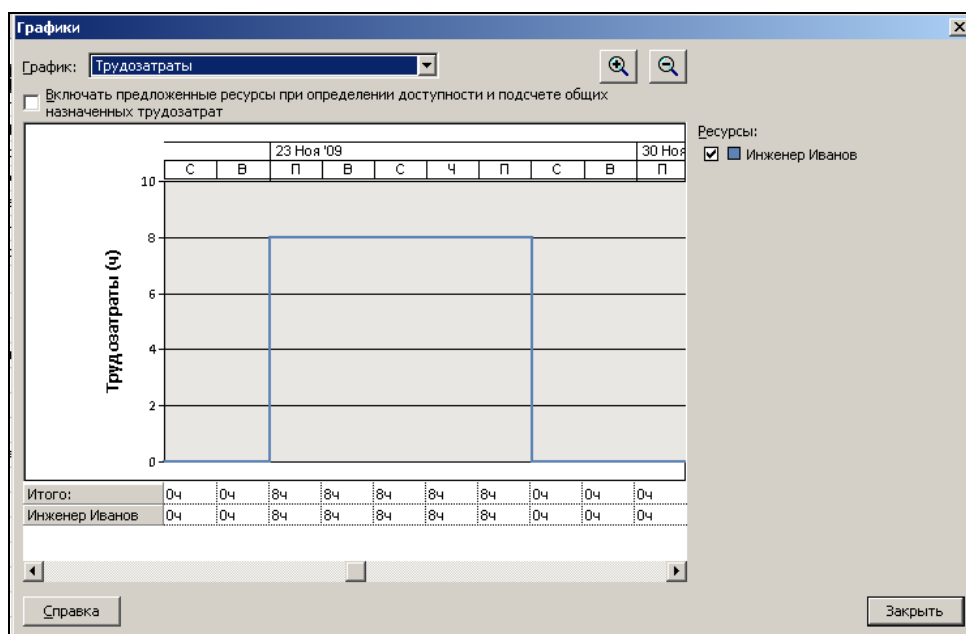 Графики
График: Трудозатраты
Включать предложенные ресурсы при определении доступности и подсчете общих
назначенных трудозатрат
Ресурсы:
Инженер Иванов
23 Ноя '09 30 Ноя
С В П В С Ч П С В П
Трудозатраты (ч)
10
8
6
4
2
0
Итого: 0ч 0ч 8ч 8ч 8ч 8ч 8ч 0ч 0ч 0ч
Инженер Иванов 0ч 0ч 8ч 8ч 8ч 8ч 8ч 0ч 0ч 0ч
Справка
Закрыть